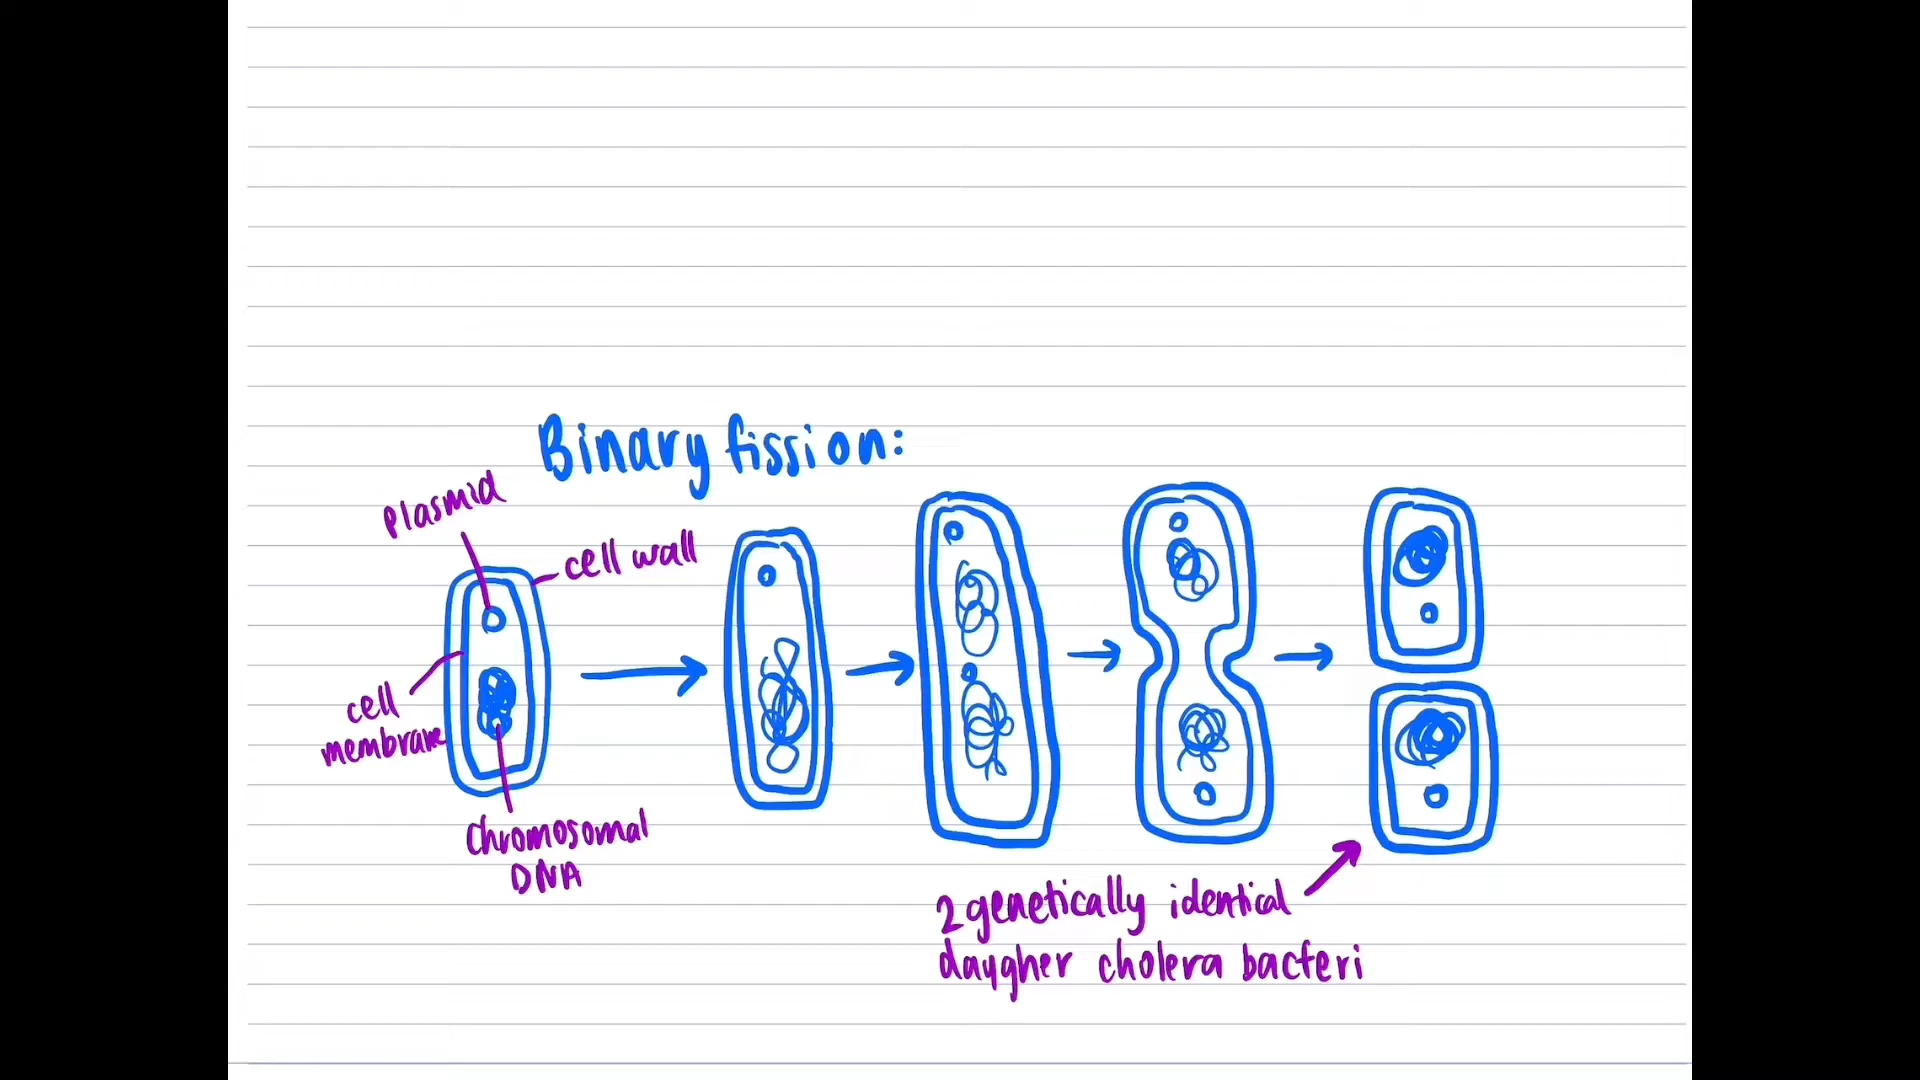 Binary fission:
plasmid
cell wall
cell
membrane
Chromosomal
DNA
2 genetically identical
daygher cholera bacteri